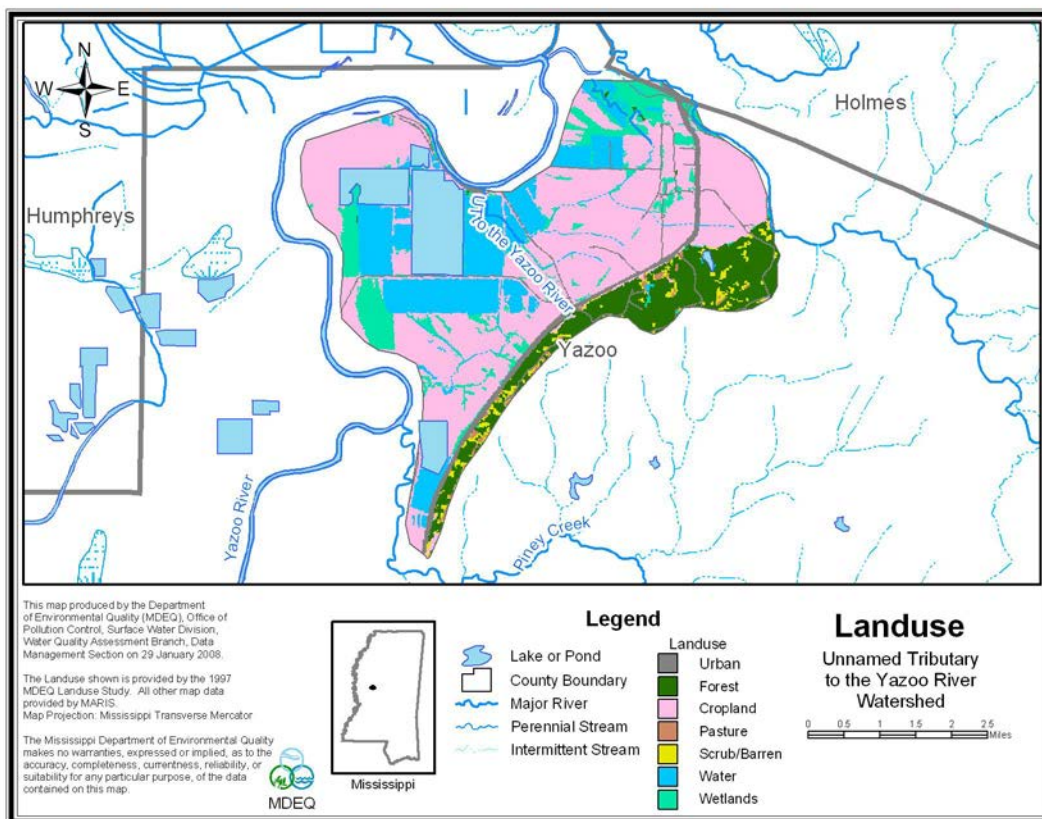 N
W E
S
Holmes
Humphreys
UT to the Yazoo River
Yazoo
Yazoo River
Piney Creek
This map produced by the Department
of Environmental Quality (MDEQ), Office of
Pollution Control, Surface Water Division,
Water Quality Assessment Branch, Data
Management Section on 29 January 2008.
The Landuse shown is provided by the 1997
MDEQ Landuse Study. All other map data
provided by MARIS.
Map Projection: Mississippi Transverse Mercator
The Mississippi Department of Environmental Quality
makes no warranties, expressed or implied, as to the
accuracy, completeness, currentness, reliability, or
suitability for any particular purpose, of the data
contained on this map.
MDEQ
Mississippi
Legend
Lake or Pond
County Boundary
Major River
Perennial Stream
Intermittent Stream
Landuse
Urban
Forest
Cropland
Pasture
Scrub/Barren
Water
Wetlands
Landuse
Unnamed Tributary
to the Yazoo River
Watershed
0 0.5 1 1.5 2 2.5
Miles